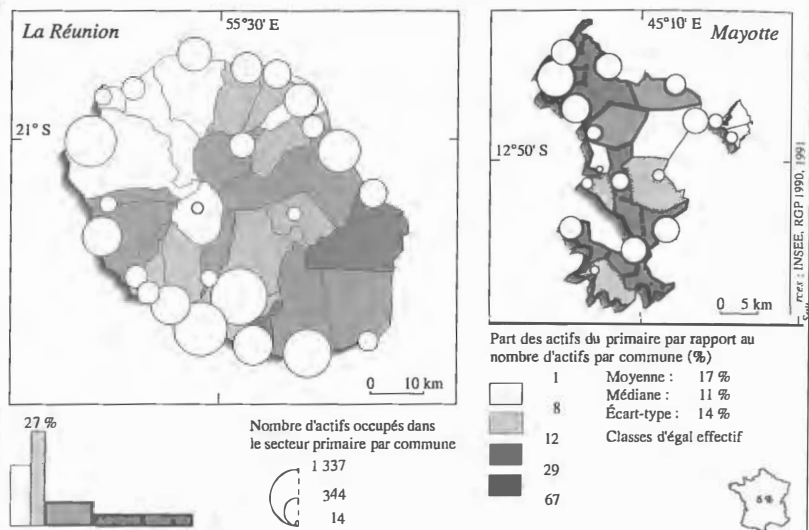 La Réunion
55°30' E
21° S
0 10 km
45°10' E
Mayotte
12°50' S
0 5 km
: INSEE, RGP 1990, 1991
Part des actifs du primaire par rapport au
nombre d'actifs par commune (%)
1
8
12
29
67
Moyenne : 17 %
Médiane : 11 %
Écart-type : 14 %
Classes d'égal effectif
27 %
Nombre d'actifs occupés dans
le secteur primaire par commune
1 337
344
14
6 %